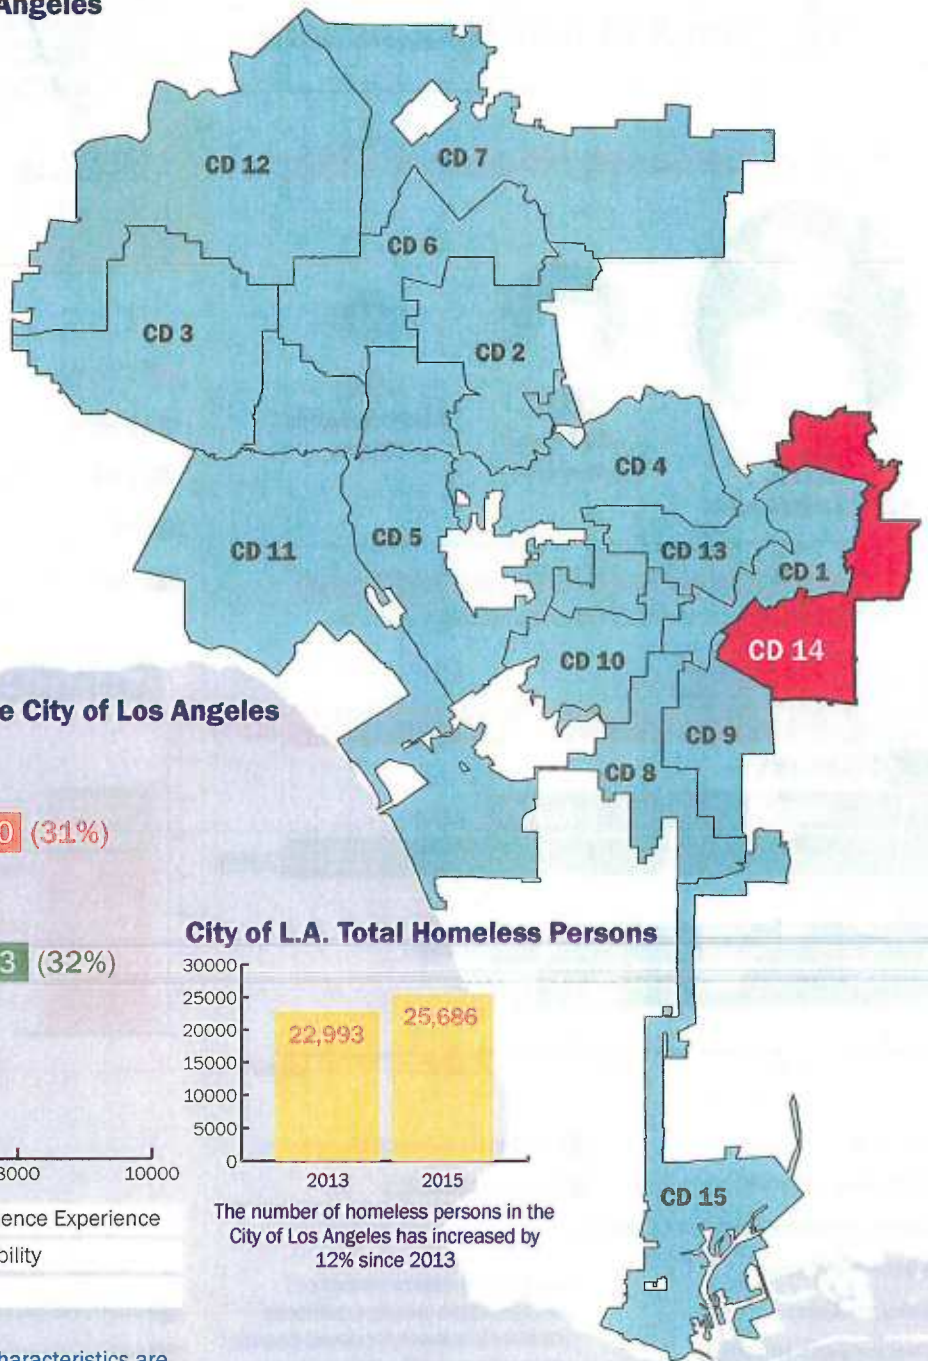 Angeles
CD 12
CD 7
CD 6
CD 3
CD 2
CD 4
CD 5
CD 11
CD 13
CD 1
CD 14
CD 10
CD 9
CD 8
e City of Los Angeles
0 (31%)
3 (32%)
City of L.A. Total Homeless Persons
30000
25000
20000
15000
10000
5000
0
22,993
25,686
2013
2015
The number of homeless persons in the
City of Los Angeles has increased by
12% since 2013
10000
ence Experience
bility
CD 15
haracteristics are